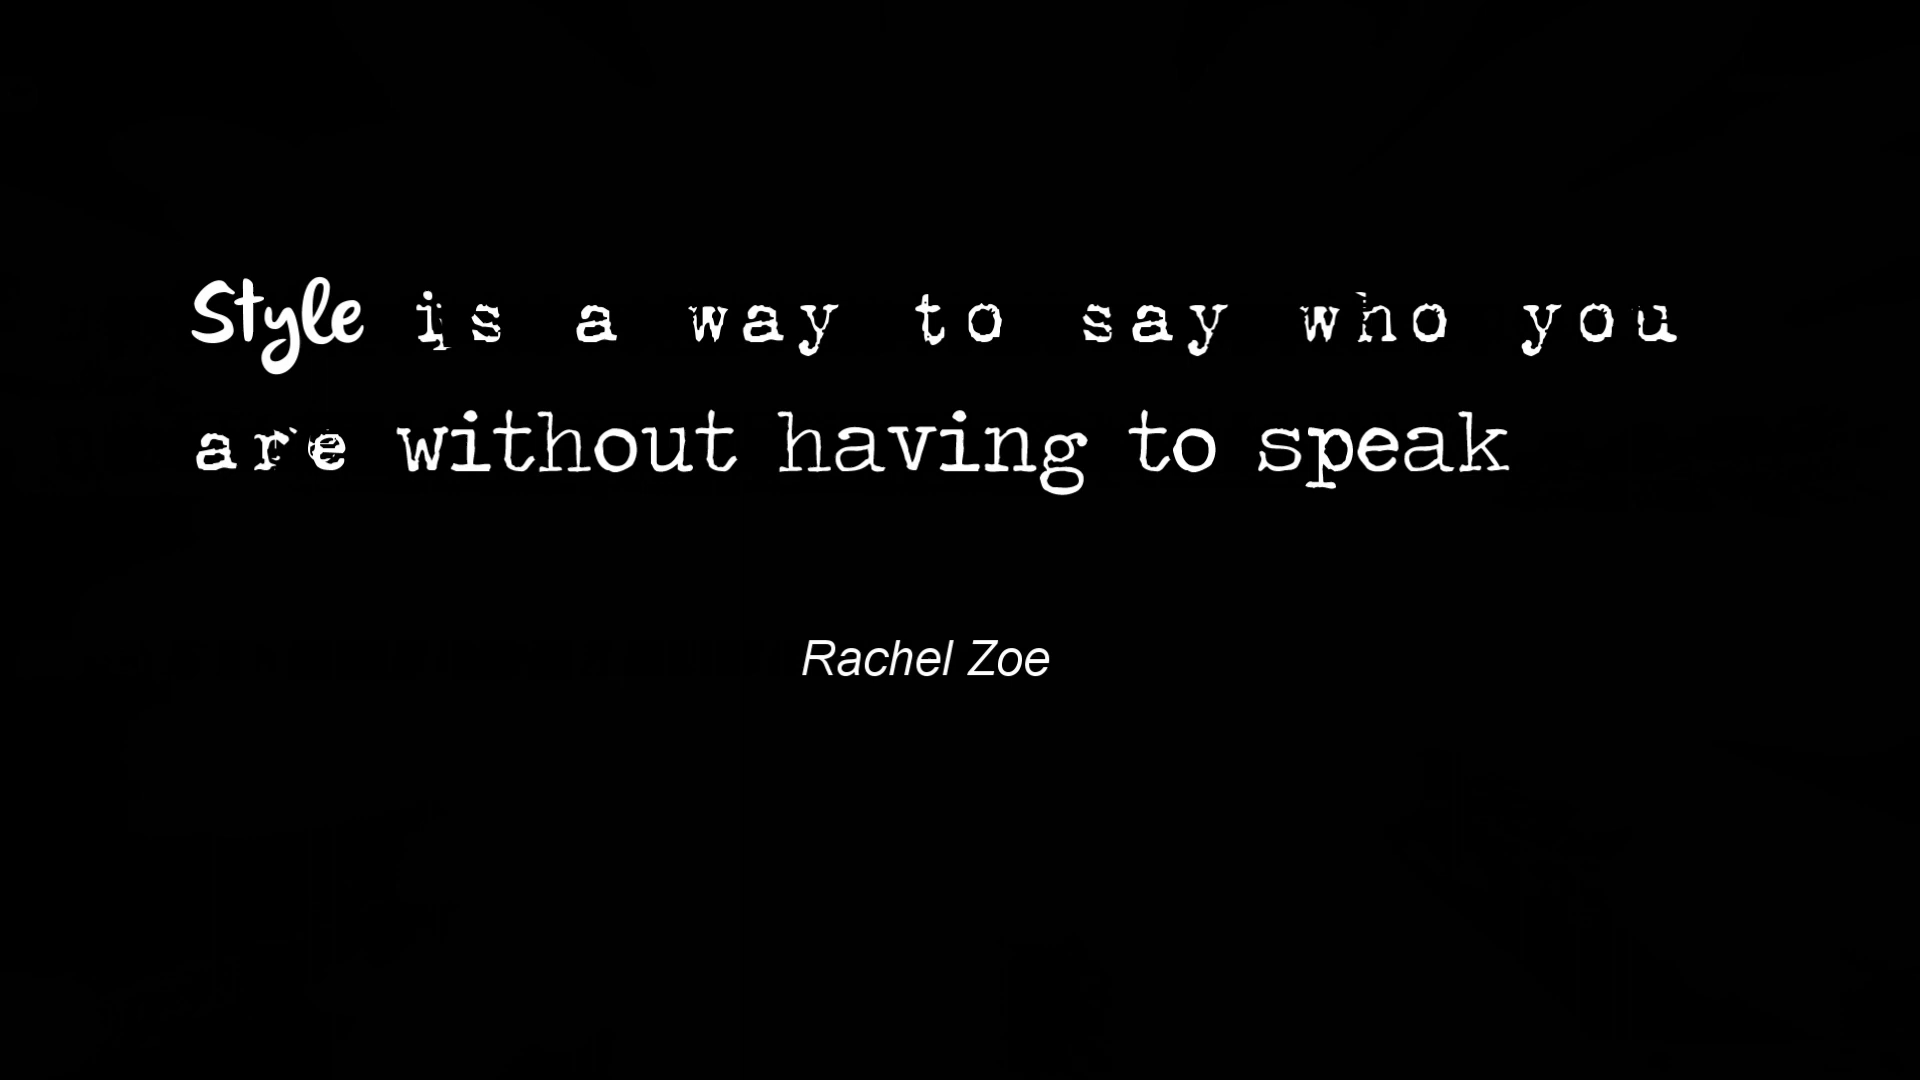 Style is a way to say who you
are without having to speak
Rachel Zoe